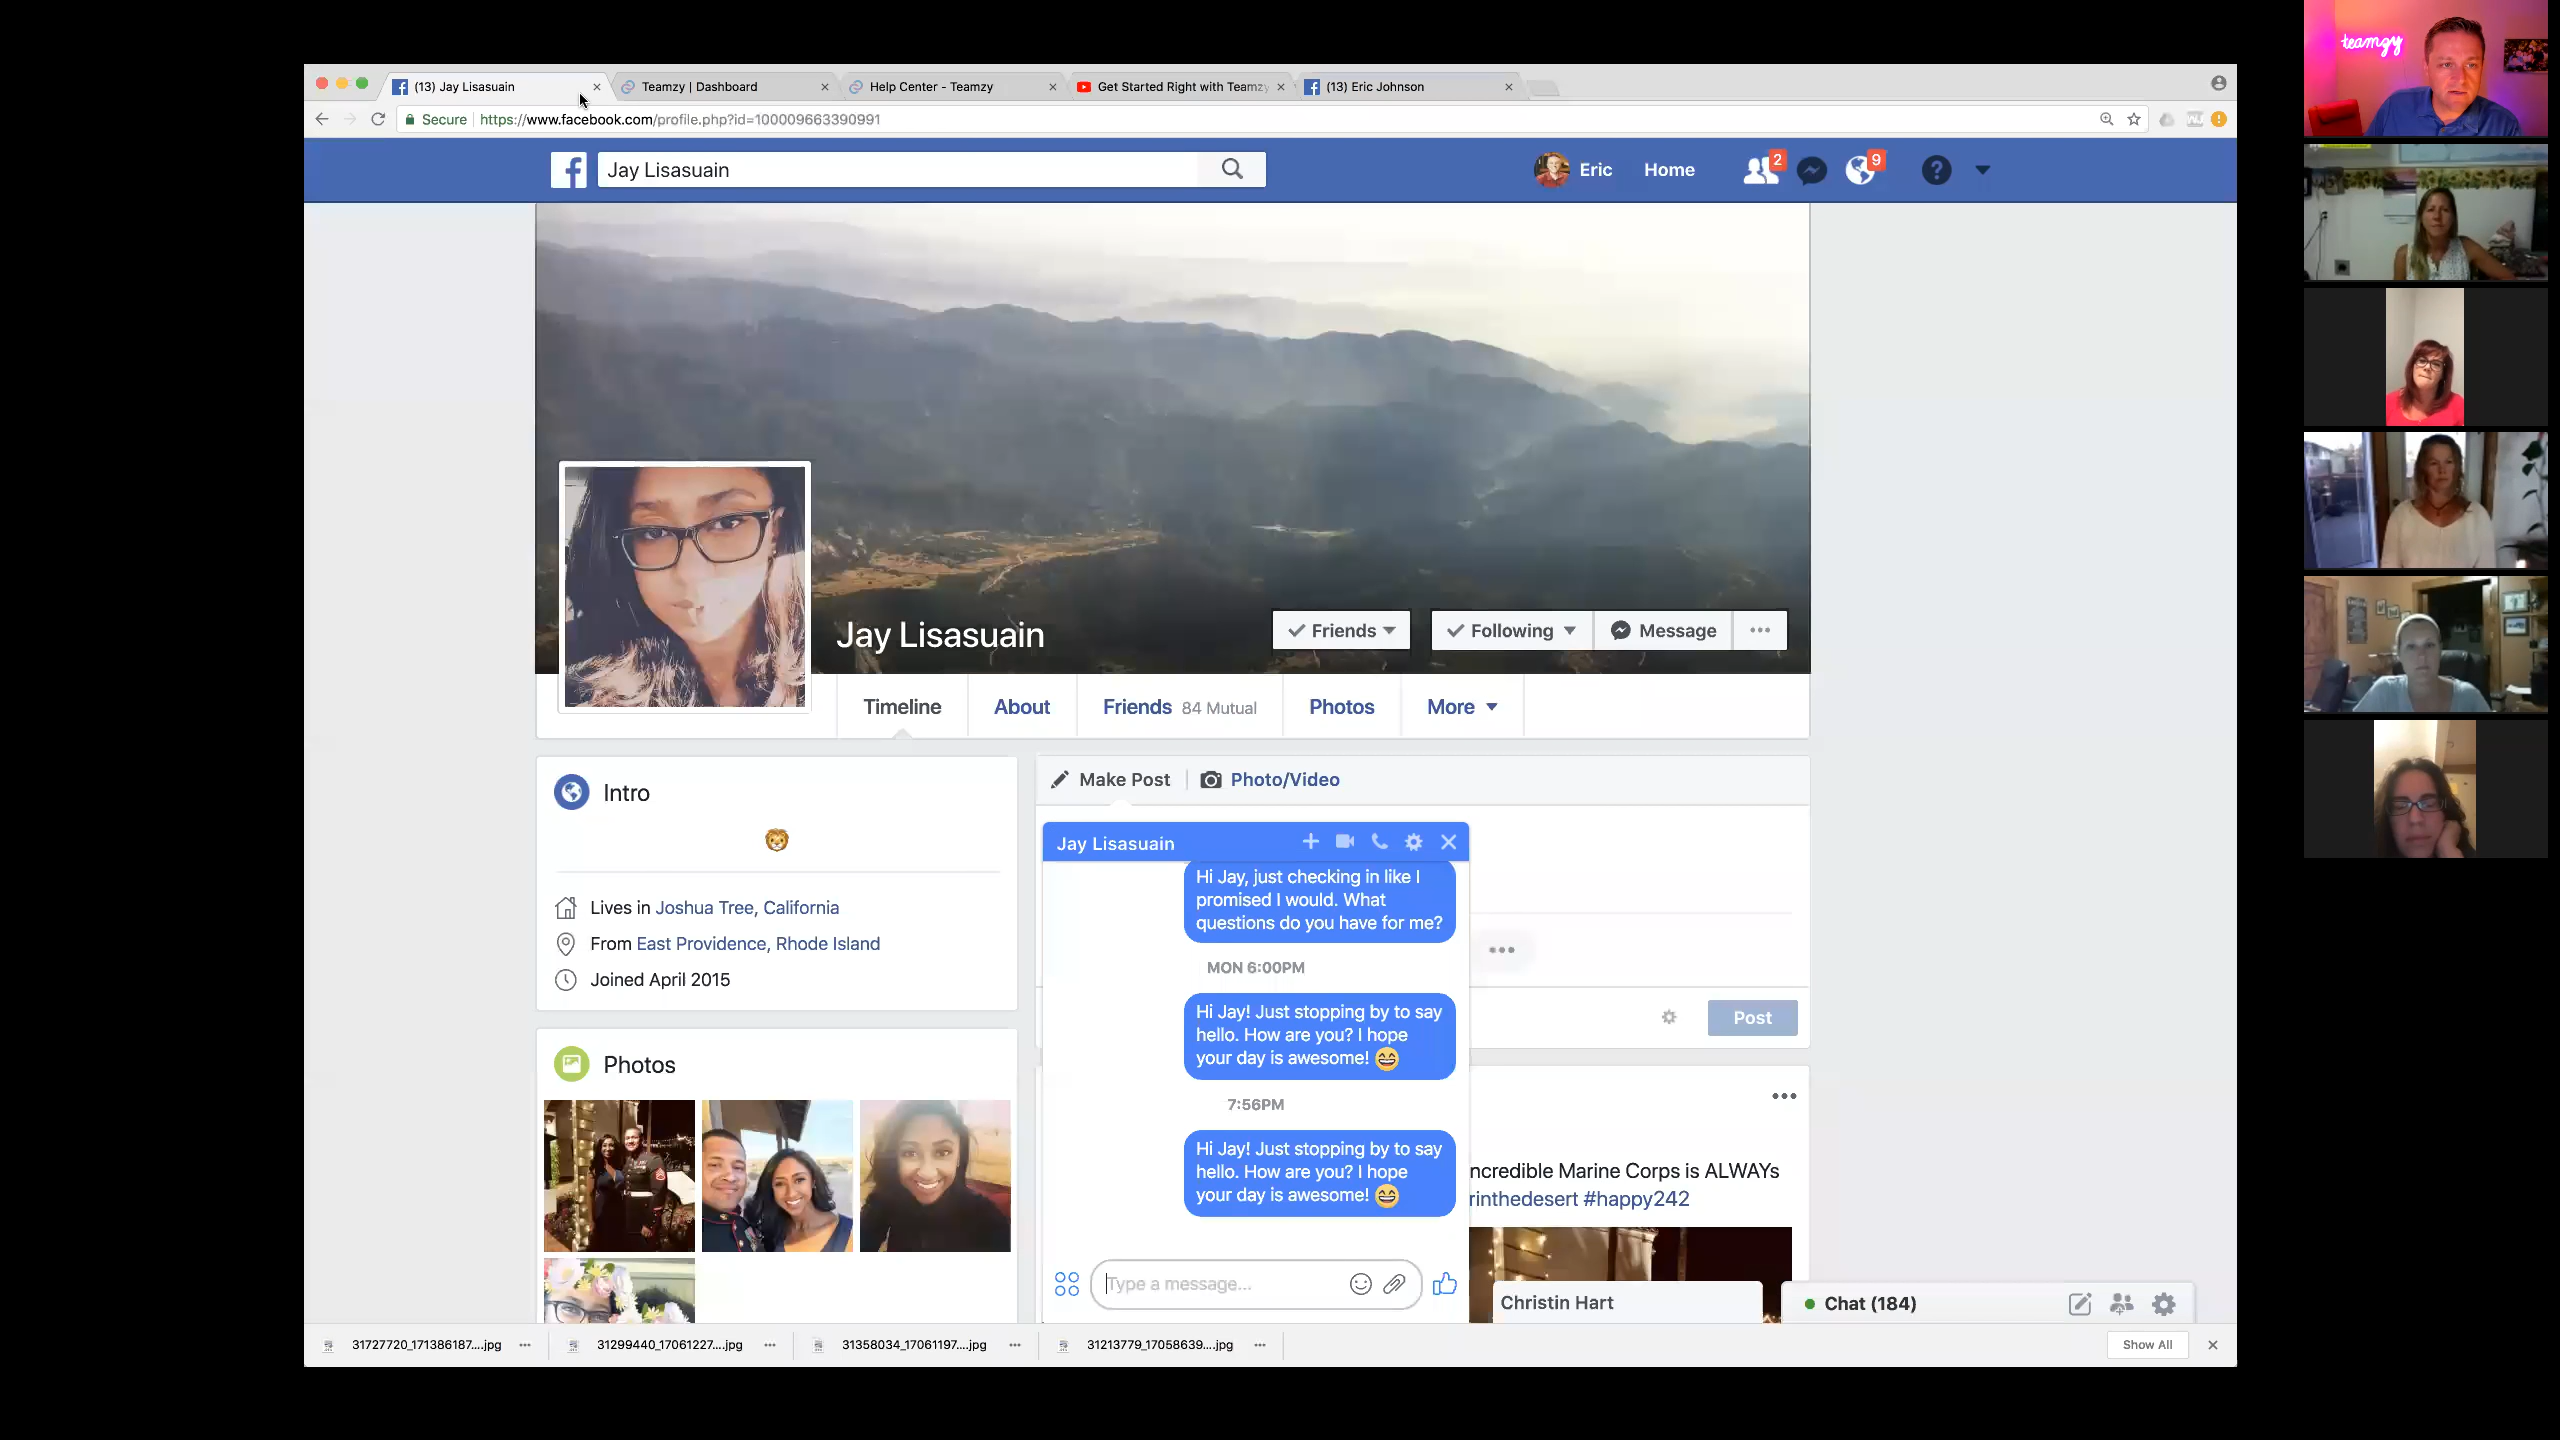 (13) Jay Lisasuain
Teamzy | Dashboard
Help Center - Teamzy
Get Started Right with Teamzy
(13) Eric Johnson
Secure
https://www.facebook.com/profile.php?id=100009663390991
Jay Lisasuain
Eric
Home
2
9
teamzy
Jay Lisasuain
Friends
Following
Message
Timeline
About
Friends 84 Mutual
Photos
More
Intro
Lives in Joshua Tree, California
From East Providence, Rhode Island
Joined April 2015
Photos
Make Post
Photo/Video
Jay Lisasuain
Hi Jay, just checking in like I
promised I would. What
questions do you have for me?
MON 6:00PM
Hi Jay! Just stopping by to say
hello. How are you? I hope
your day is awesome! 😄
7:56PM
Hi Jay! Just stopping by to say
hello. How are you? I hope
your day is awesome! 😄
Type a message...
Post
ncredible Marine Corps is ALWAYs
rinthedesert #happy242
Christin Hart
Chat (184)
31727720_171386187....jpg
31299440_17061227....jpg
31358034_17061197....jpg
31213779_17058639....jpg
Show All